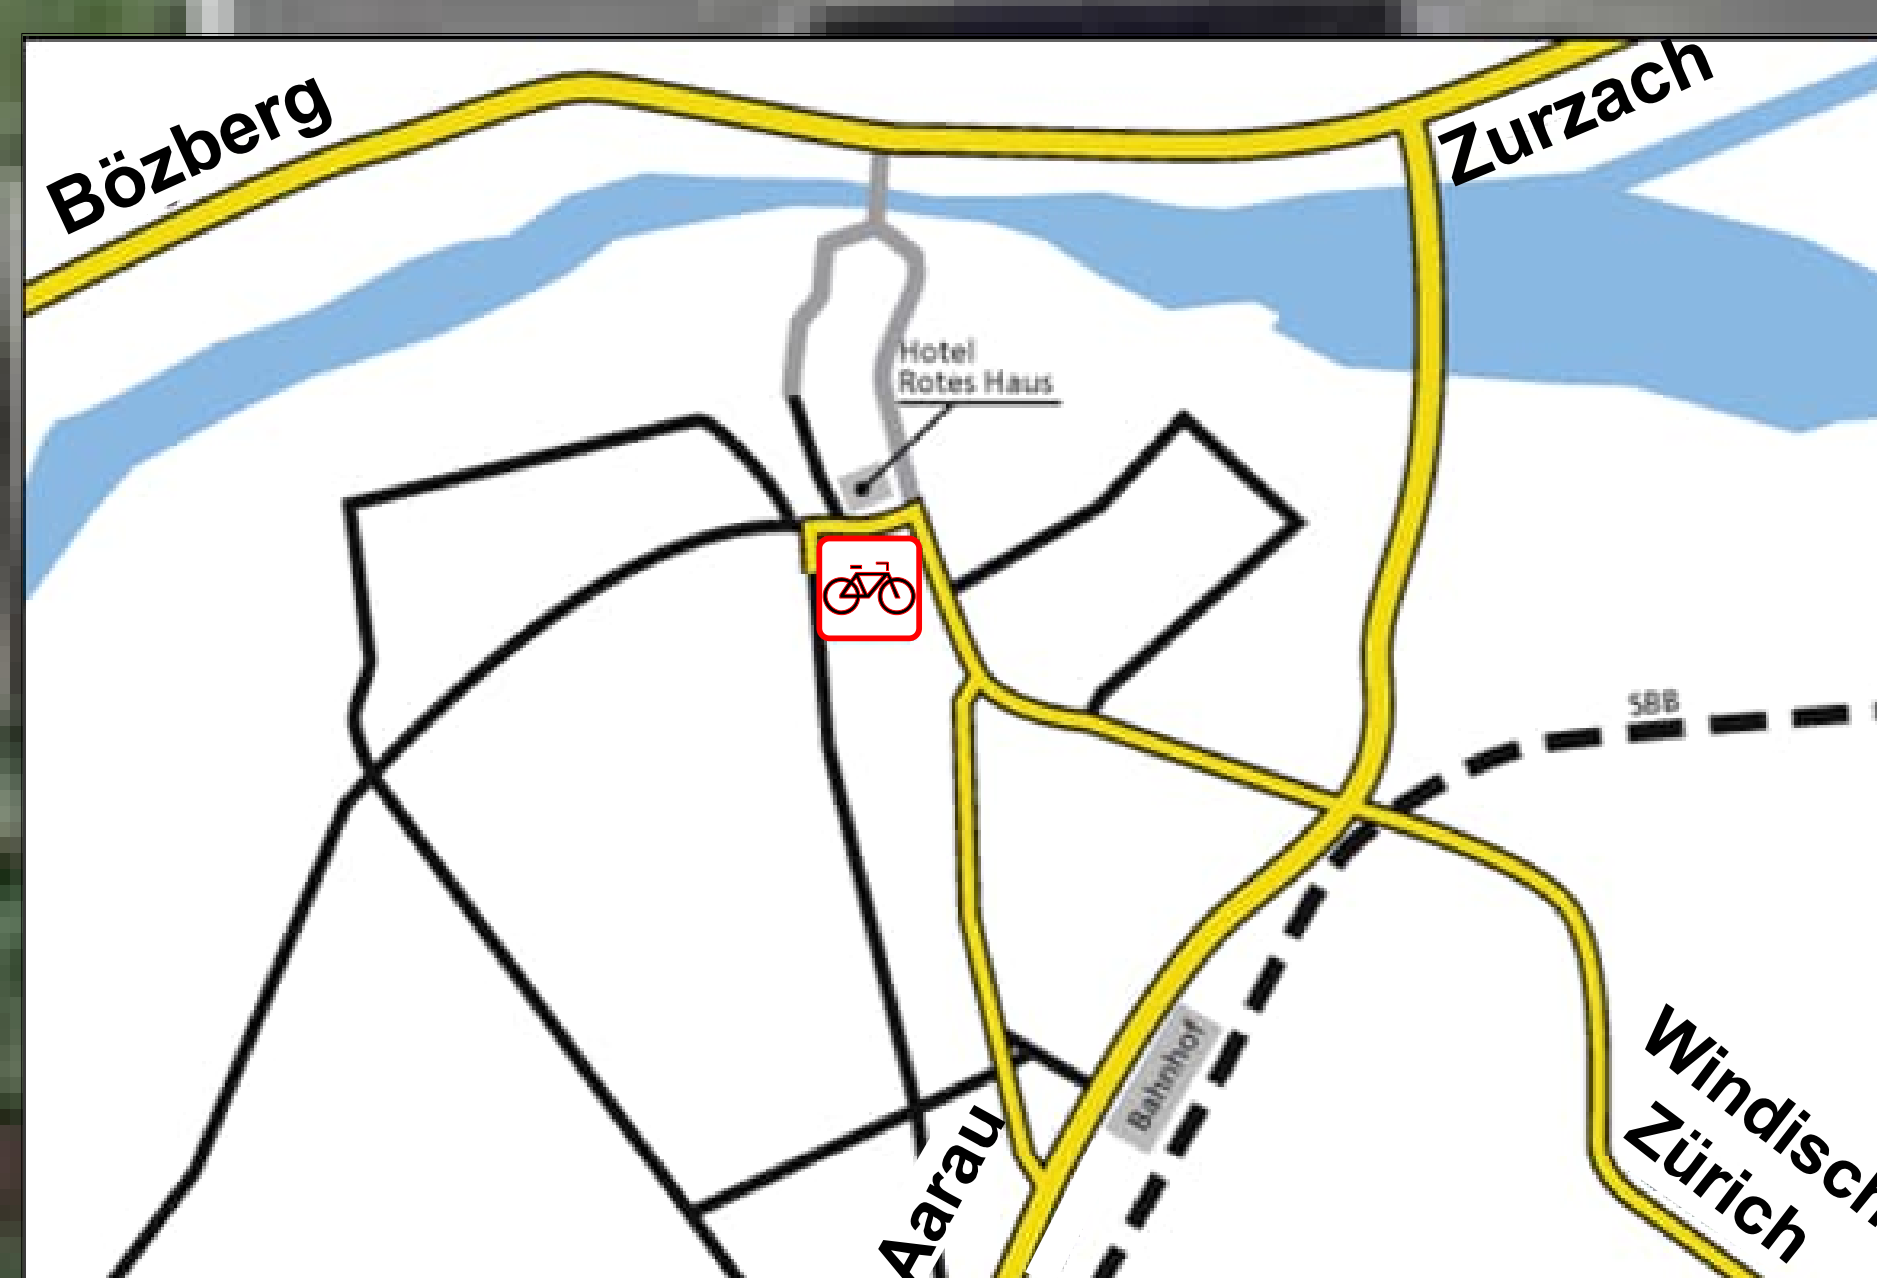 Bözberg
Zurzach
Hotel
Rotes Haus
SBB
Bahnhof
Aarau
Windisch
Zürich